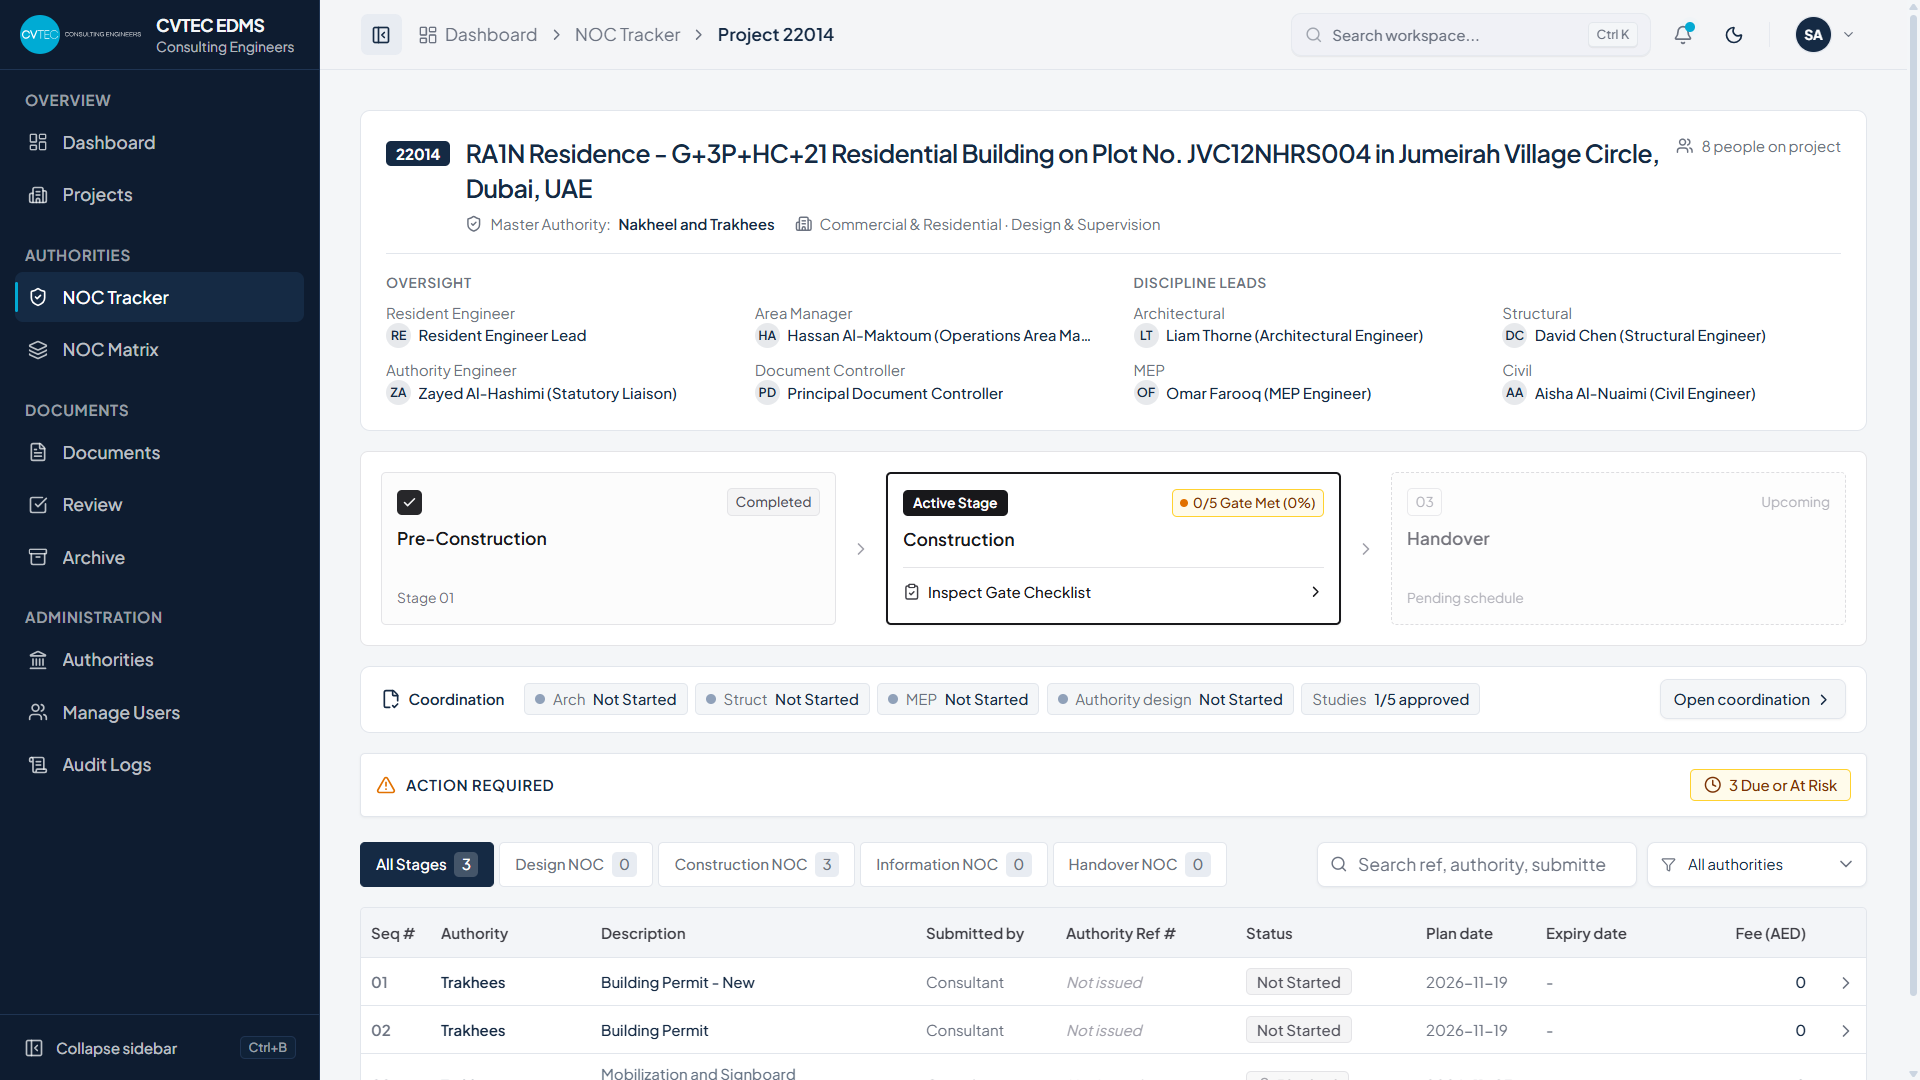 CVTEC CONSULTING ENGINEERS
CVTEC EDMS
Consulting Engineers
OVERVIEW
Dashboard
Projects
AUTHORITIES
NOC Tracker
NOC Matrix
DOCUMENTS
Documents
Review
Archive
ADMINISTRATION
Authorities
Manage Users
Audit Logs
Collapse sidebar Ctrl+B
Dashboard > NOC Tracker > Project 22014
Search workspace... Ctrl K
SA
22014 RA1N Residence - G+3P+HC+21 Residential Building on Plot No. JVC12NHRS004 in Jumeirah Village Circle,
Dubai, UAE
8 people on project
Master Authority: Nakheel and Trakhees Commercial & Residential · Design & Supervision
OVERSIGHT
Resident Engineer Area Manager
RE Resident Engineer Lead HA Hassan Al-Maktoum (Operations Area Ma...
Authority Engineer Document Controller
ZA Zayed Al-Hashimi (Statutory Liaison) PD Principal Document Controller
DISCIPLINE LEADS
Architectural Structural
LT Liam Thorne (Architectural Engineer) DC David Chen (Structural Engineer)
MEP Civil
OF Omar Farooq (MEP Engineer) AA Aisha Al-Nuaimi (Civil Engineer)
Completed
Pre-Construction
Stage 01
Active Stage 0/5 Gate Met (0%)
Construction
Inspect Gate Checklist
03 Upcoming
Handover
Pending schedule
Coordination Arch Not Started Struct Not Started MEP Not Started Authority design Not Started Studies 1/5 approved Open coordination
ACTION REQUIRED 3 Due or At Risk
All Stages 3 Design NOC 0 Construction NOC 3 Information NOC 0 Handover NOC 0 Search ref, authority, submitte All authorities
Seq # Authority Description Submitted by Authority Ref # Status Plan date Expiry date Fee (AED)
01 Trakhees Building Permit - New Consultant Not issued Not Started 2026-11-19 - 0
02 Trakhees Building Permit Consultant Not issued Not Started 2026-11-19 - 0
Mobilization and Signboard